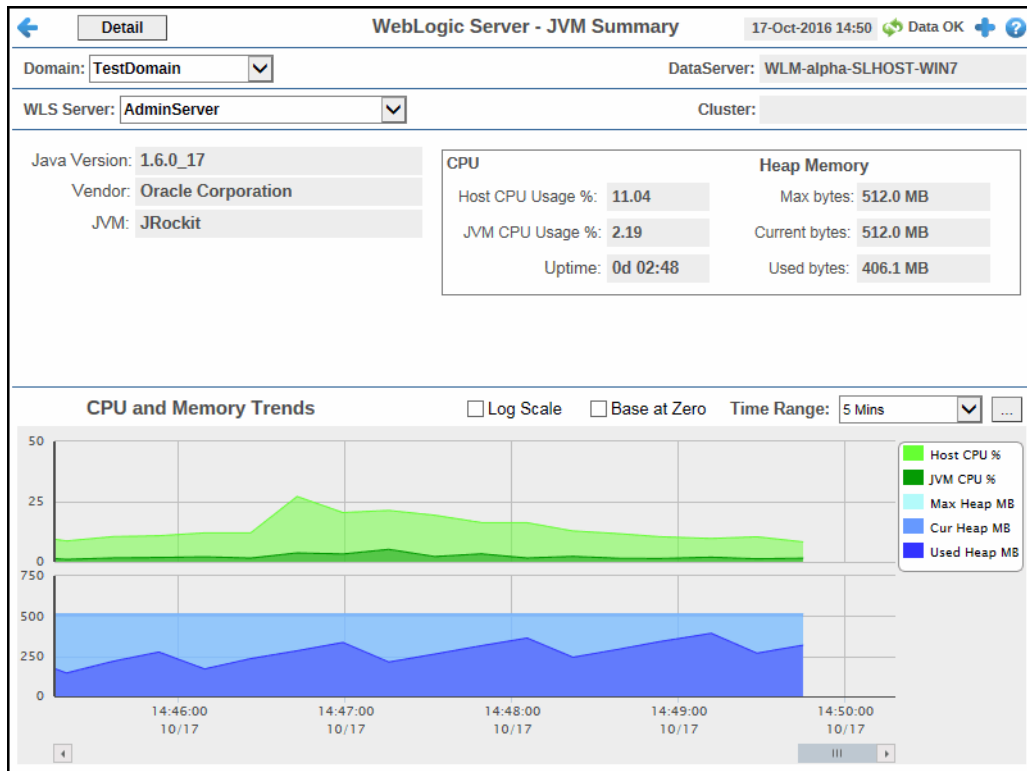 Detail WebLogic Server - JVM Summary 17-Oct-2016 14:50 Data OK
Domain: TestDomain DataServer: WLM-alpha-SLHOST-WIN7
WLS Server: AdminServer Cluster:
Java Version: 1.6.0_17
Vendor: Oracle Corporation
JVM: JRockit
CPU Heap Memory
Host CPU Usage %: 11.04 Max bytes: 512.0 MB
JVM CPU Usage %: 2.19 Current bytes: 512.0 MB
Uptime: 0d 02:48 Used bytes: 406.1 MB
CPU and Memory Trends Log Scale Base at Zero Time Range: 5 Mins ...
50
25
0
Host CPU %
JVM CPU %
Max Heap MB
Cur Heap MB
Used Heap MB
750
500
250
0
14:46:00 14:47:00 14:48:00 14:49:00 14:50:00
10/17 10/17 10/17 10/17 10/17